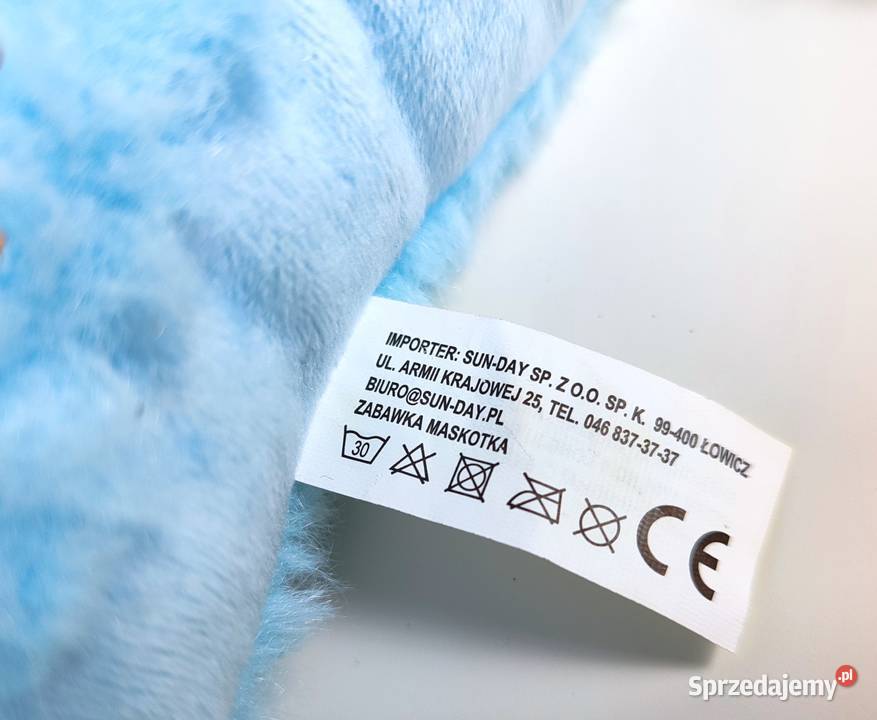 IMPORTER: SUN-DAY SP. Z O.O. SP. K. 99-400 ŁOWICZ
UL. ARMII KRAJOWEJ 25, TEL. 046 837-37-37
BIURO@SUN-DAY.PL
ZABAWKA MASKOTKA
30
CE
Sprzedajemy.pl